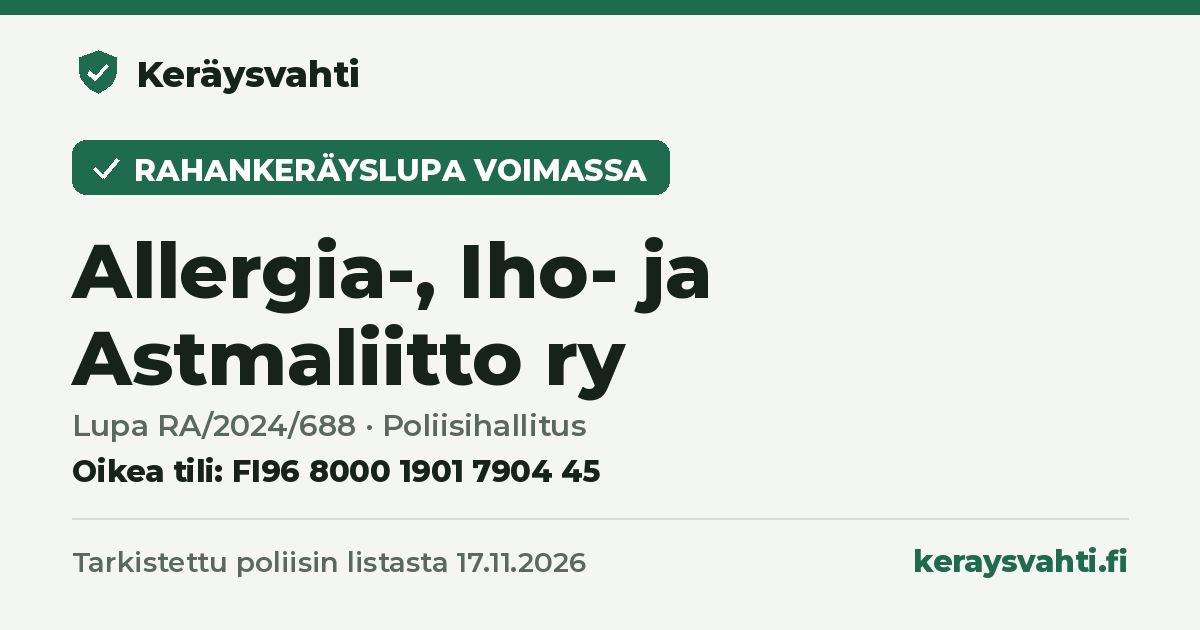 Keräysvahti
RAHANKERÄYSLUPA VOIMASSA
Allergia-, Iho- ja
Astmaliitto ry
Lupa RA/2024/688 · Poliisihallitus
Oikea tili: FI96 8000 1901 7904 45
Tarkistettu poliisin listasta 17.11.2026
keraysvahti.fi